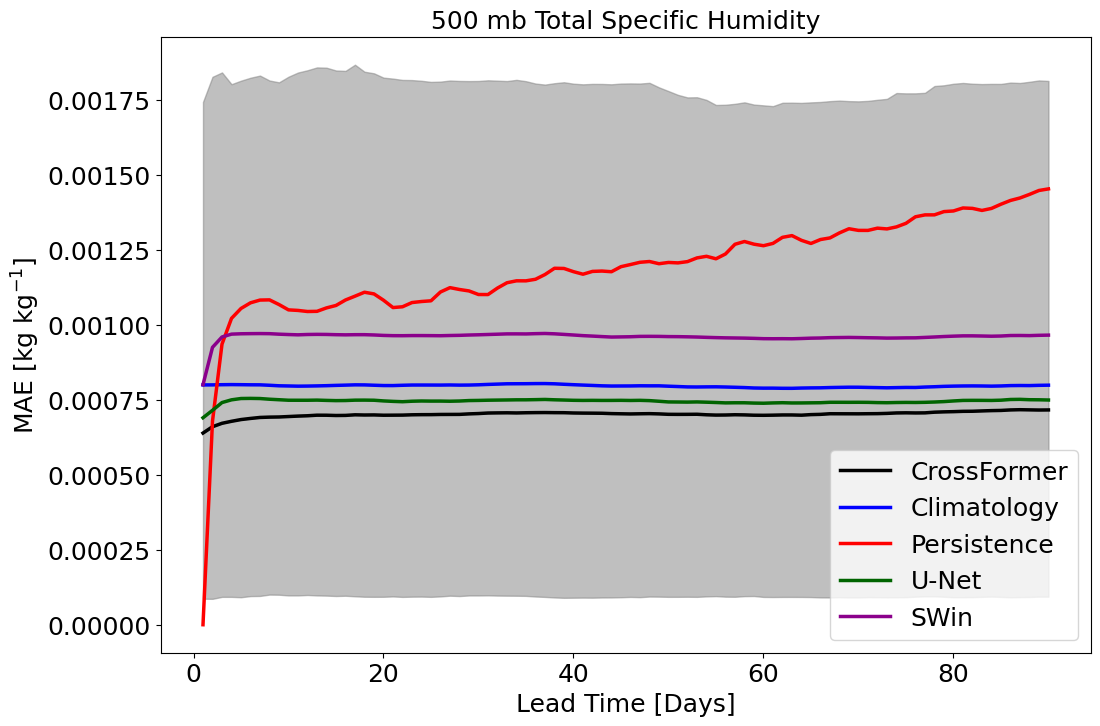 500 mb Total Specific Humidity
MAE [kg kg⁻¹]
0.00175
0.00150
0.00125
0.00100
0.00075
0.00050
0.00025
0.00000
CrossFormer
Climatology
Persistence
U-Net
SWin
0 20 40 60 80
Lead Time [Days]